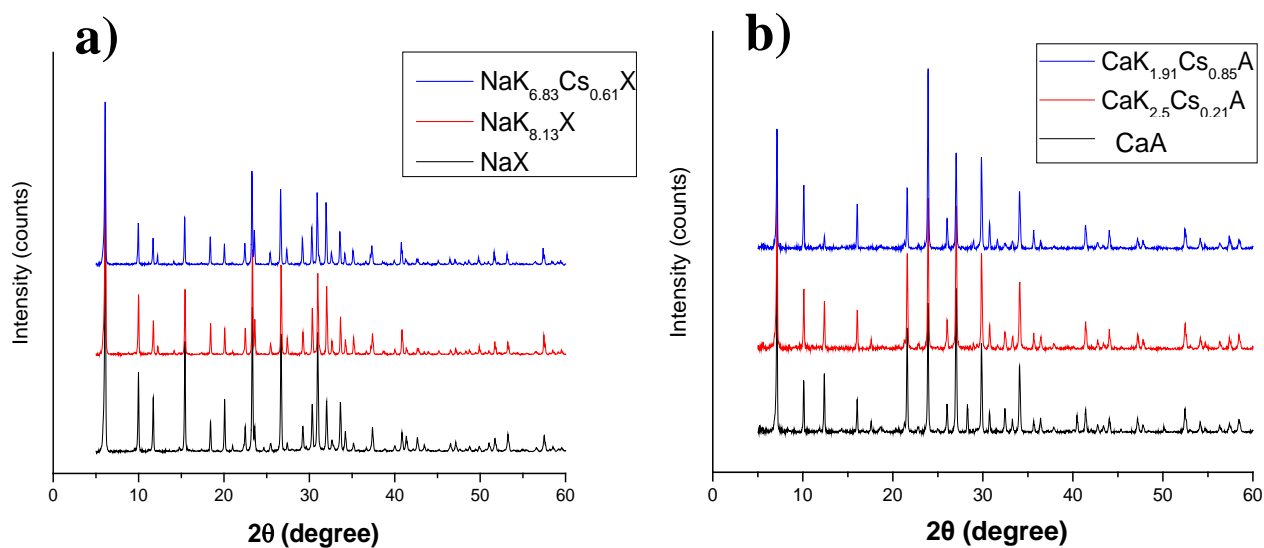 a)
NaK6.83Cs0.61X
NaK8.13X
NaX
Intensity (counts)
0 10 20 30 40 50 60
2θ (degree)
b)
CaK1.91Cs0.85A
CaK2.5Cs0.21A
CaA
Intensity (counts)
0 10 20 30 40 50 60
2θ (degree)